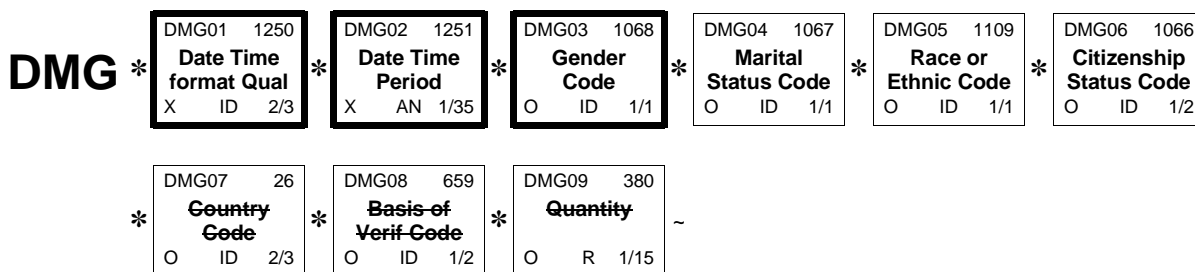 DMG * DMG01 1250 * DMG02 1251 * DMG03 1068 * DMG04 1067 * DMG05 1109 * DMG06 1066
Date Time Date Time Gender Marital Race or Citizenship
format Qual Period Code Status Code Ethnic Code Status Code
X ID 2/3 X AN 1/35 O ID 1/1 O ID 1/1 O ID 1/1 O ID 1/2
* DMG07 26 * DMG08 659 * DMG09 380 ~
Country Basis of Quantity
Code Verif Code
O ID 2/3 O ID 1/2 O R 1/15